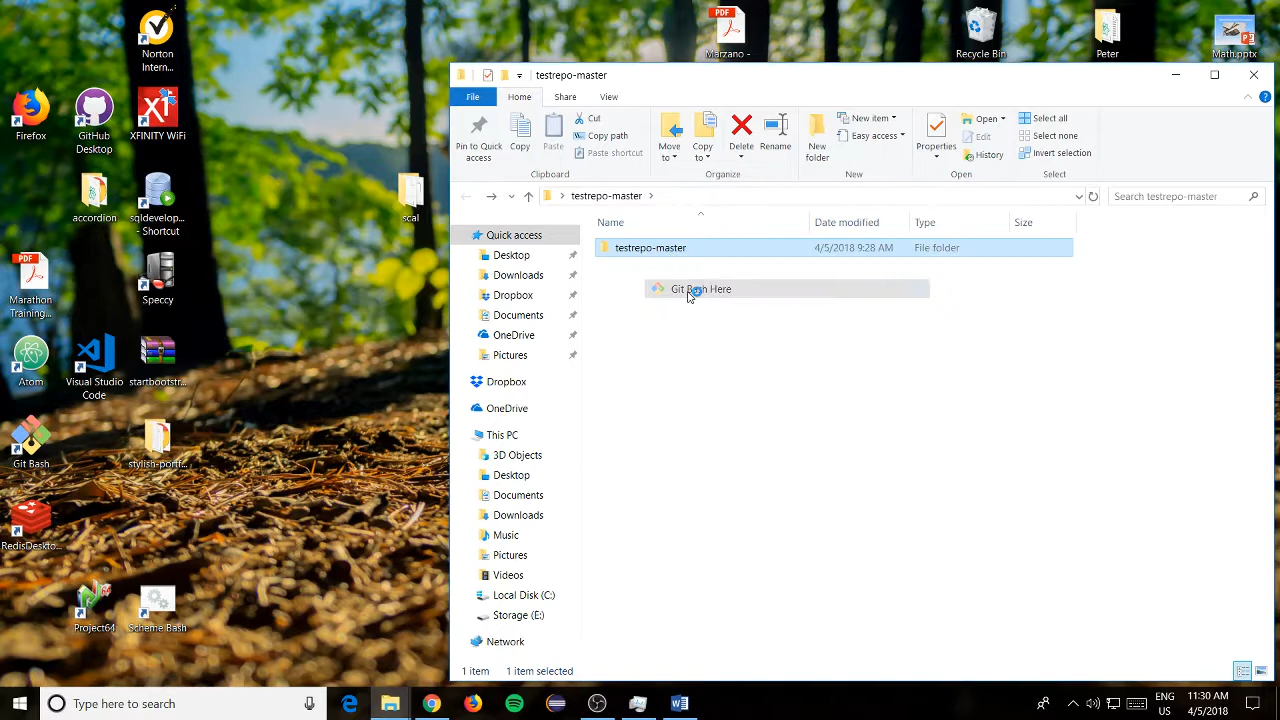 Norton
Intern...
Firefox
GitHub
Desktop
XFINITY WiFi
accordion
sqldevelop...
- Shortcut
scal
Marathon
Training...
Speccy
Atom
Visual Studio
Code
startbootstr...
Git Bash
stylish-portf...
RedisDeskto...
Project64
Scheme Bash
PDF
Marzano -
Recycle Bin
Peter
Math.pptx
testrepo-master
File
Home
Share
View
Pin to Quick
access
Copy
Paste
Cut
Copy path
Paste shortcut
Clipboard
Move
to
Copy
to
Delete
Rename
Organize
New
folder
New item
Easy access
New
Properties
Open
Edit
History
Open
Select all
Select none
Invert selection
Select
testrepo-master
Search testrepo-master
Name
Date modified
Type
Size
testrepo-master
4/5/2018 9:28 AM
File folder
Git Bash Here
Quick access
Desktop
Downloads
Dropbox
Documents
OneDrive
Pictures
Dropbox
OneDrive
This PC
3D Objects
Desktop
Documents
Downloads
Music
Pictures
Videos
Local Disk (C:)
Storage (E:)
Network
1 item
1 item selected
Type here to search
ENG
US
11:30 AM
4/5/2018